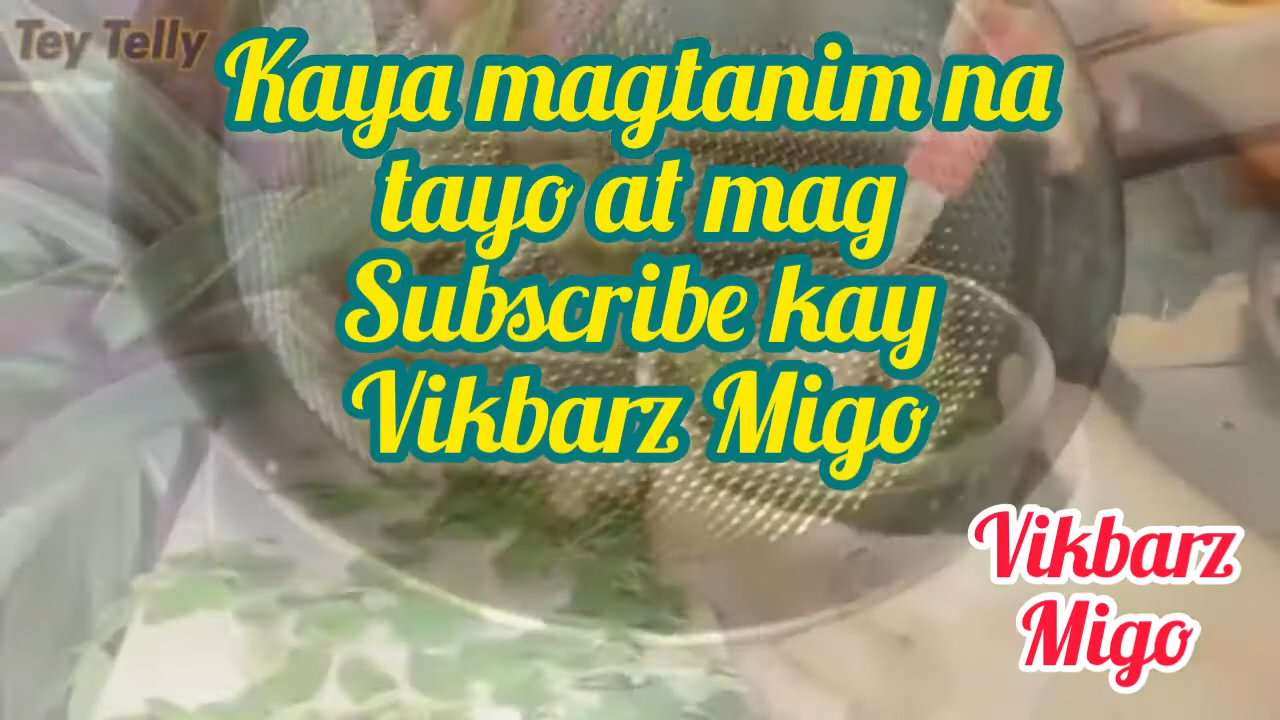 Tey Telly
Kaya magtanim na
tayo at mag
Subscribe kay
Vikbarz Migo
Vikbarz
Migo